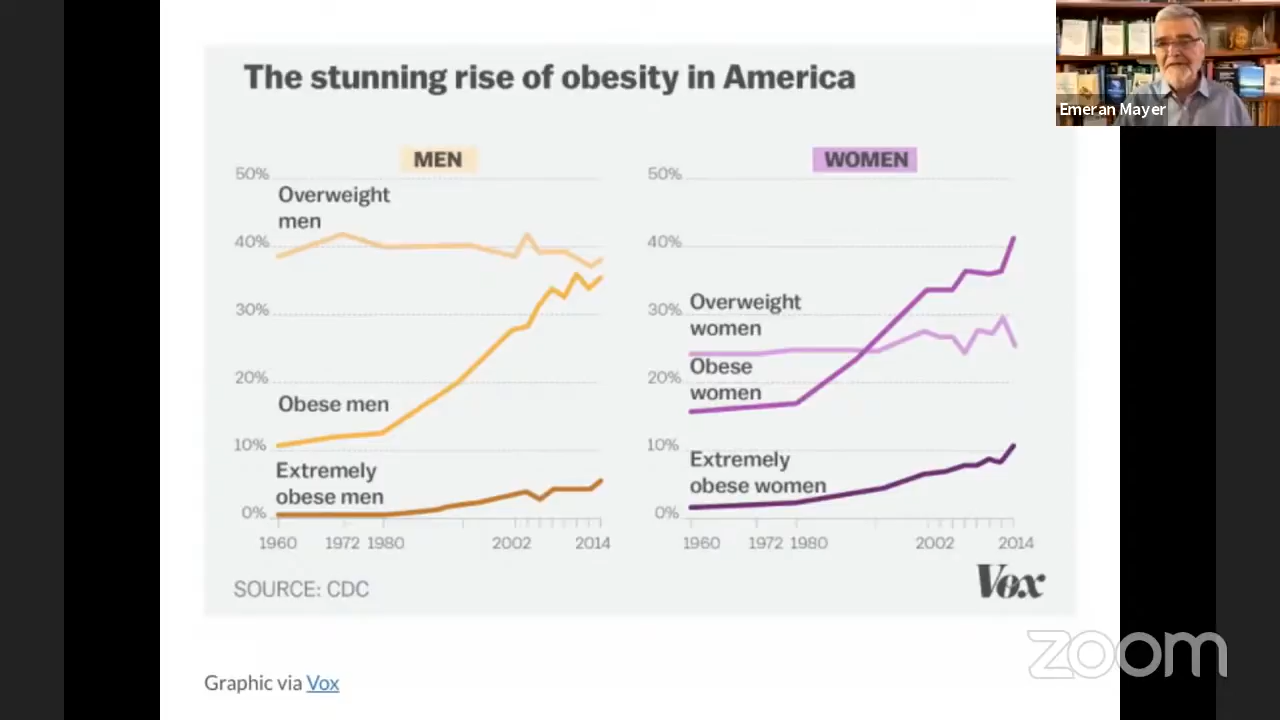 The stunning rise of obesity in America
Emeran Mayer
MEN
50%
Overweight
men
40%
30%
20%
Obese men
10%
Extremely
obese men
0%
1960 1972 1980 2002 2014
WOMEN
50%
40%
Overweight
women
30%
Obese
women
20%
10%
Extremely
obese women
0%
1960 1972 1980 2002 2014
SOURCE: CDC
Vox
Graphic via Vox
zoom